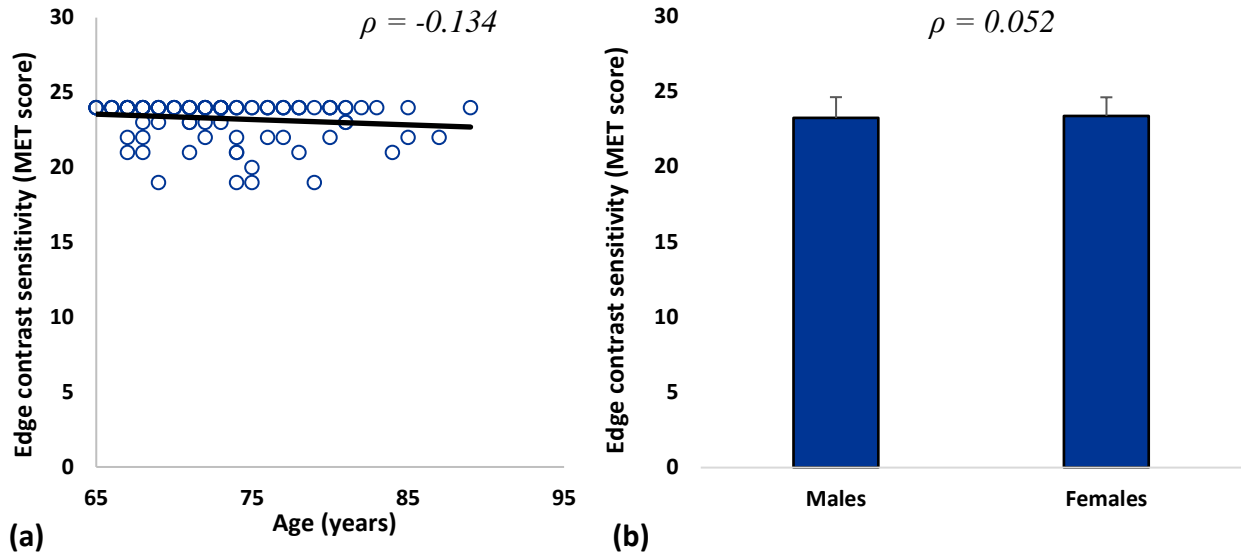 ρ = -0.134
Edge contrast sensitivity (MET score)
30
25
20
15
10
5
0
65
75
85
95
Age (years)
(a)
ρ = 0.052
Edge contrast sensitivity (MET score)
30
25
20
15
10
5
0
Males
Females
(b)